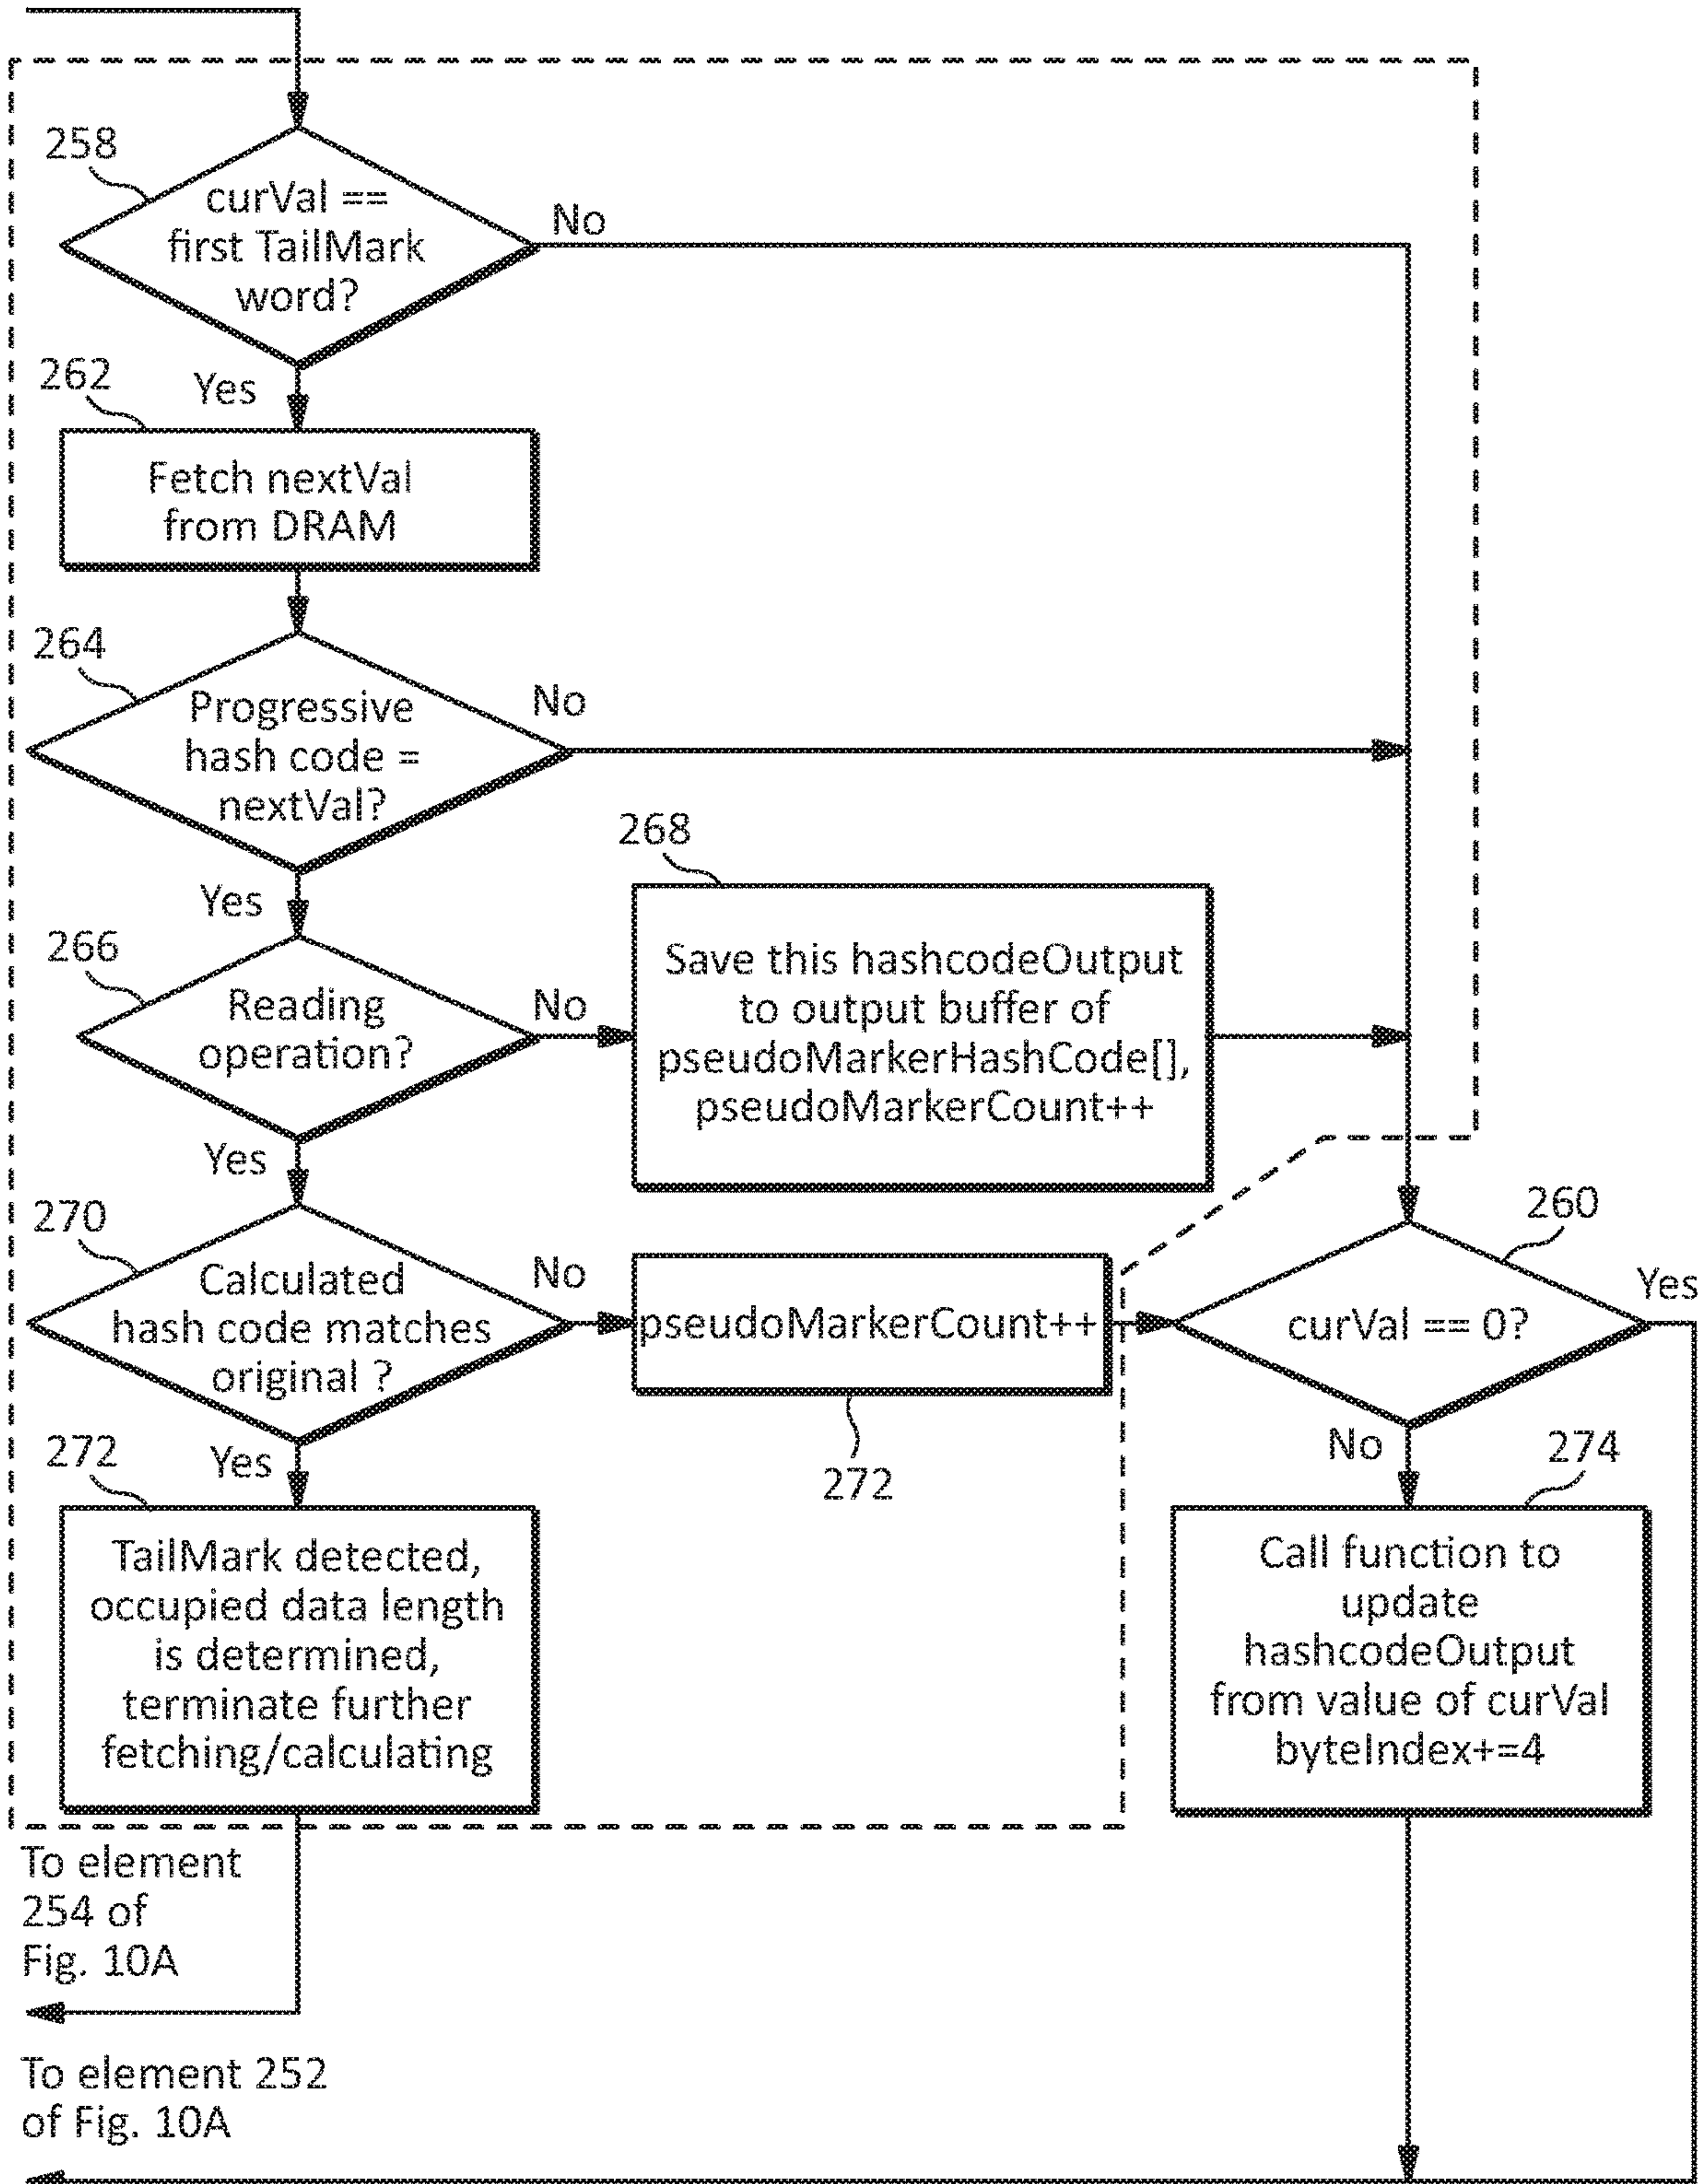 258
curVal ==
first TailMark
word?
No
Yes
262
Fetch nextVal
from DRAM
264
Progressive
hash code =
nextVal?
No
Yes
266
Reading
operation?
No
268
Save this hashcodeOutput
to output buffer of
pseudoMarkerHashCode[],
pseudoMarkerCount++
Yes
270
Calculated
hash code matches
original ?
No
pseudoMarkerCount++
272
260
curVal == 0?
Yes
No
274
Call function to
update
hashcodeOutput
from value of curVal
byteIndex+=4
Yes
272
TailMark detected,
occupied data length
is determined,
terminate further
fetching/calculating
To element
254 of
Fig. 10A
To element 252
of Fig. 10A